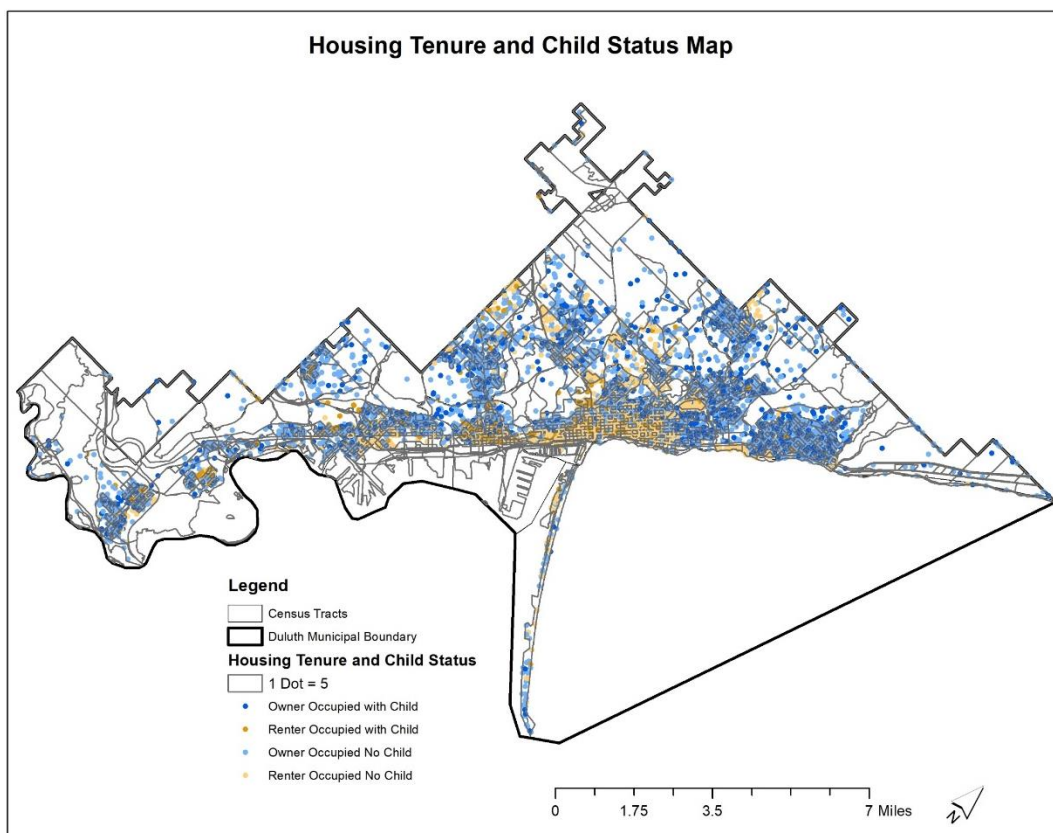 Housing Tenure and Child Status Map
Legend
Census Tracts
Duluth Municipal Boundary
Housing Tenure and Child Status
1 Dot = 5
Owner Occupied with Child
Renter Occupied with Child
Owner Occupied No Child
Renter Occupied No Child
0 1.75 3.5 7 Miles
N